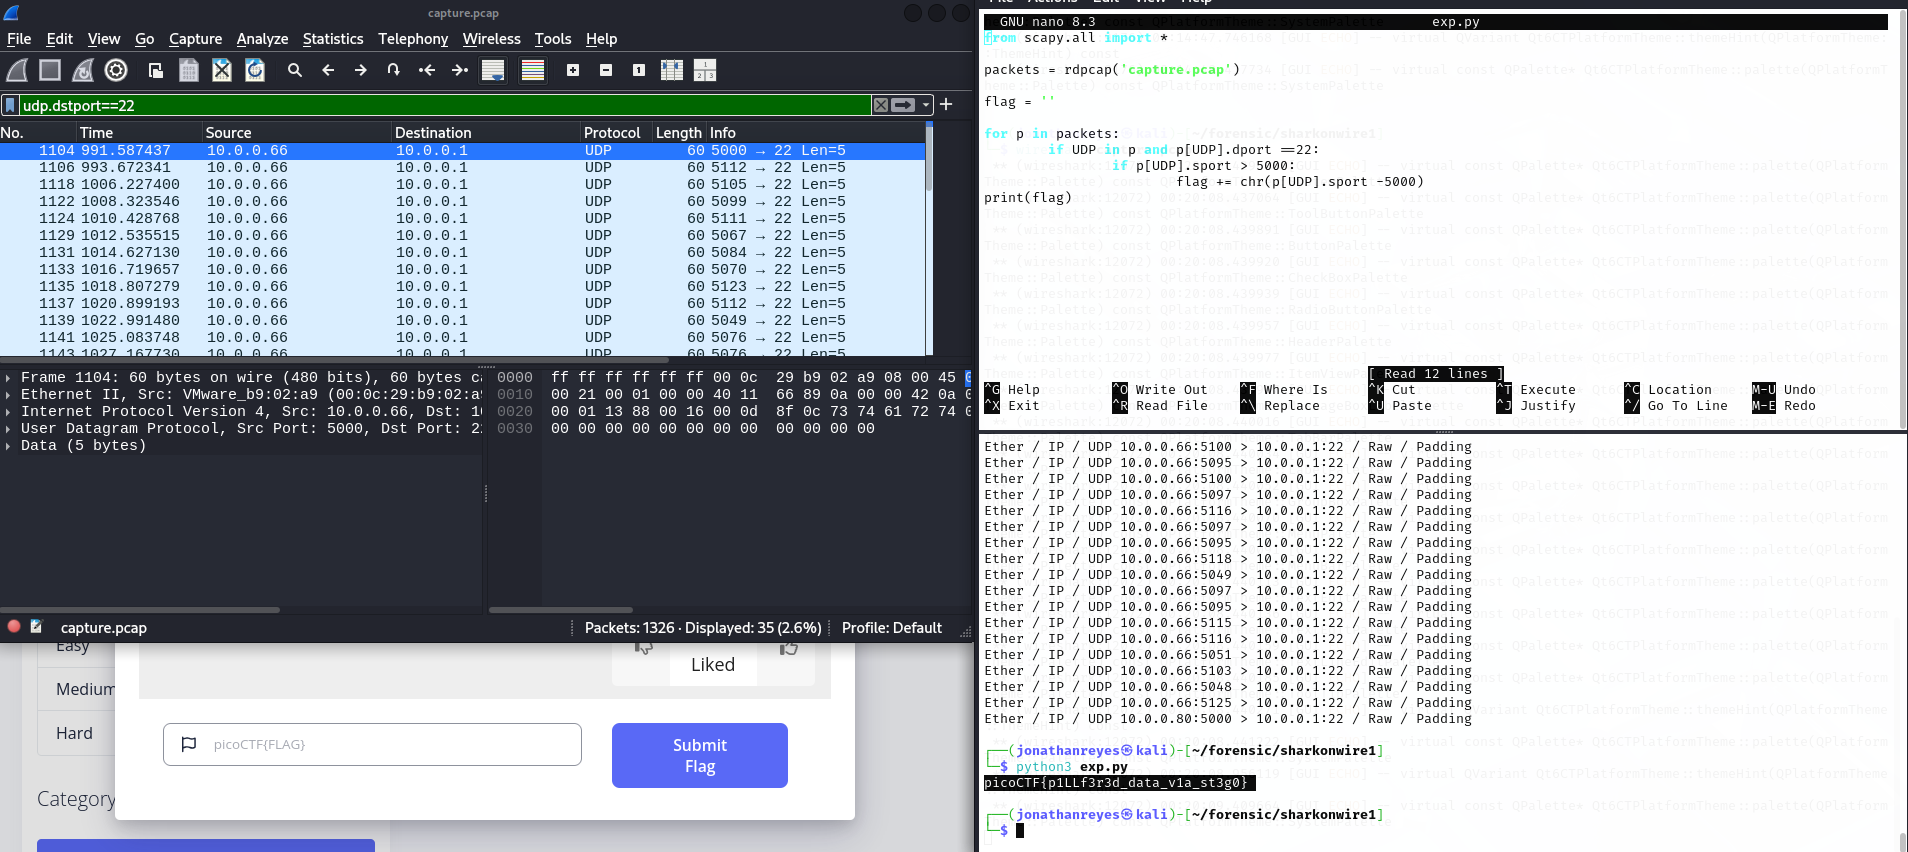 capture.pcap
File Edit View Go Capture Analyze Statistics Telephony Wireless Tools Help
udp.dstport==22
No. Time Source Destination Protocol Length Info
1104 991.587437 10.0.0.66 10.0.0.1 UDP 60 5000 → 22 Len=5
1106 993.672341 10.0.0.66 10.0.0.1 UDP 60 5112 → 22 Len=5
1118 1006.227400 10.0.0.66 10.0.0.1 UDP 60 5105 → 22 Len=5
1122 1008.323546 10.0.0.66 10.0.0.1 UDP 60 5099 → 22 Len=5
1124 1010.428768 10.0.0.66 10.0.0.1 UDP 60 5111 → 22 Len=5
1129 1012.535515 10.0.0.66 10.0.0.1 UDP 60 5067 → 22 Len=5
1131 1014.627130 10.0.0.66 10.0.0.1 UDP 60 5084 → 22 Len=5
1133 1016.719657 10.0.0.66 10.0.0.1 UDP 60 5070 → 22 Len=5
1135 1018.807279 10.0.0.66 10.0.0.1 UDP 60 5123 → 22 Len=5
1137 1020.899193 10.0.0.66 10.0.0.1 UDP 60 5112 → 22 Len=5
1139 1022.991480 10.0.0.66 10.0.0.1 UDP 60 5049 → 22 Len=5
1141 1025.083748 10.0.0.66 10.0.0.1 UDP 60 5076 → 22 Len=5
1143 1027.167730 10.0.0.66 10.0.0.1 UDP 60 5076 → 22 Len=5
Frame 1104: 60 bytes on wire (480 bits), 60 bytes ca
Ethernet II, Src: VMware_b9:02:a9 (00:0c:29:b9:02:a9
Internet Protocol Version 4, Src: 10.0.0.66, Dst: 10
User Datagram Protocol, Src Port: 5000, Dst Port: 22
Data (5 bytes)
0000 ff ff ff ff ff ff 00 0c 29 b9 02 a9 08 00 45 0
0010 00 21 00 01 00 00 40 11 66 89 0a 00 00 42 0a 0
0020 00 01 13 88 00 16 00 0d 8f 0c 73 74 61 72 74 0
0030 00 00 00 00 00 00 00 00 00 00 00 00
capture.pcap Packets: 1326 · Displayed: 35 (2.6%) Profile: Default
Easy
Medium
Hard
Category
Liked
picoCTF{FLAG}
Submit
Flag
File Actions Edit View Help
GNU nano 8.3 exp.py
from scapy.all import *
packets = rdpcap('capture.pcap')
flag = ''
for p in packets:
if UDP in p and p[UDP].dport ==22:
if p[UDP].sport > 5000:
flag += chr(p[UDP].sport -5000)
print(flag)
[ Read 12 lines ]
^G Help ^O Write Out ^F Where Is ^K Cut ^T Execute ^C Location M-U Undo
^X Exit ^R Read File ^\ Replace ^U Paste ^J Justify ^/ Go To Line M-E Redo
Ether / IP / UDP 10.0.0.66:5100 > 10.0.0.1:22 / Raw / Padding
Ether / IP / UDP 10.0.0.66:5095 > 10.0.0.1:22 / Raw / Padding
Ether / IP / UDP 10.0.0.66:5100 > 10.0.0.1:22 / Raw / Padding
Ether / IP / UDP 10.0.0.66:5097 > 10.0.0.1:22 / Raw / Padding
Ether / IP / UDP 10.0.0.66:5116 > 10.0.0.1:22 / Raw / Padding
Ether / IP / UDP 10.0.0.66:5097 > 10.0.0.1:22 / Raw / Padding
Ether / IP / UDP 10.0.0.66:5095 > 10.0.0.1:22 / Raw / Padding
Ether / IP / UDP 10.0.0.66:5118 > 10.0.0.1:22 / Raw / Padding
Ether / IP / UDP 10.0.0.66:5049 > 10.0.0.1:22 / Raw / Padding
Ether / IP / UDP 10.0.0.66:5097 > 10.0.0.1:22 / Raw / Padding
Ether / IP / UDP 10.0.0.66:5095 > 10.0.0.1:22 / Raw / Padding
Ether / IP / UDP 10.0.0.66:5115 > 10.0.0.1:22 / Raw / Padding
Ether / IP / UDP 10.0.0.66:5116 > 10.0.0.1:22 / Raw / Padding
Ether / IP / UDP 10.0.0.66:5051 > 10.0.0.1:22 / Raw / Padding
Ether / IP / UDP 10.0.0.66:5103 > 10.0.0.1:22 / Raw / Padding
Ether / IP / UDP 10.0.0.66:5048 > 10.0.0.1:22 / Raw / Padding
Ether / IP / UDP 10.0.0.66:5125 > 10.0.0.1:22 / Raw / Padding
Ether / IP / UDP 10.0.0.80:5000 > 10.0.0.1:22 / Raw / Padding
(jonathanreyes㉿kali)-[~/forensic/sharkonwire1]
$ python3 exp.py
picoCTF{p1LLf3r3d_data_v1a_st3g0}
(jonathanreyes㉿kali)-[~/forensic/sharkonwire1]
$